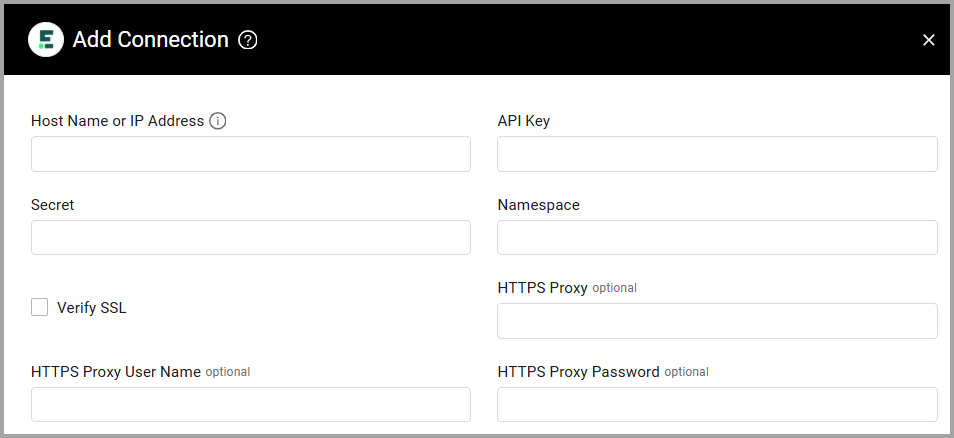 Add Connection
Host Name or IP Address
API Key
Secret
Namespace
Verify SSL
HTTPS Proxy optional
HTTPS Proxy User Name optional
HTTPS Proxy Password optional